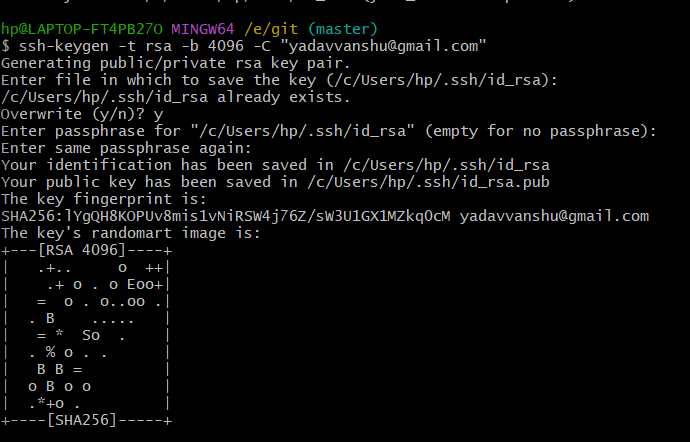 hp@LAPTOP-FT4PB27O MINGW64 /e/git (master)
$ ssh-keygen -t rsa -b 4096 -C "yadavvanshu@gmail.com"
Generating public/private rsa key pair.
Enter file in which to save the key (/c/Users/hp/.ssh/id_rsa):
/c/Users/hp/.ssh/id_rsa already exists.
Overwrite (y/n)? y
Enter passphrase for "/c/Users/hp/.ssh/id_rsa" (empty for no passphrase):
Enter same passphrase again:
Your identification has been saved in /c/Users/hp/.ssh/id_rsa
Your public key has been saved in /c/Users/hp/.ssh/id_rsa.pub
The key fingerprint is:
SHA256:lYgQH8KOPUv8mis1vNiRSW4j76Z/sW3U1GX1MZkq0cM yadavvanshu@gmail.com
The key's randomart image is:
+---[RSA 4096]----+
|   .+..     o  ++|
|    .+ o . o Eoo+|
|   =  o . o..oo .|
|  . B    .....   |
|   = *  So  .    |
|  . % o . .      |
|   B B =         |
|  o B o o        |
|  .*+o .         |
+----[SHA256]-----+